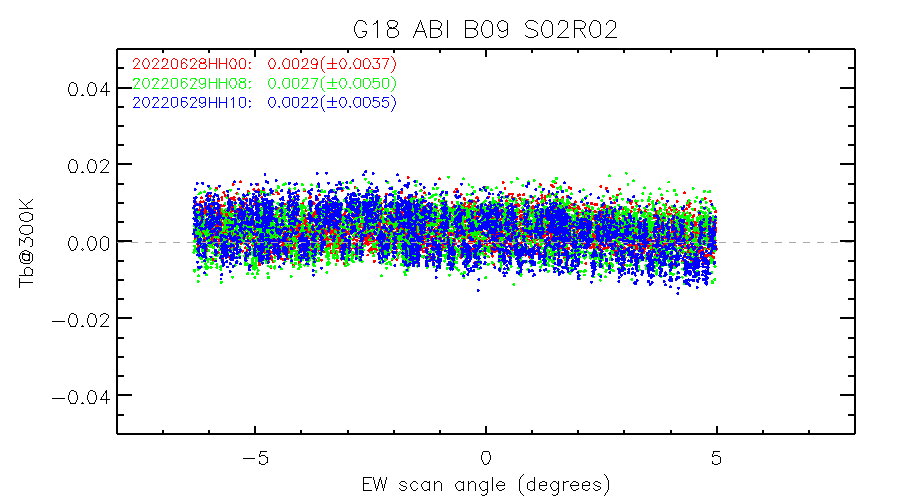 G18 ABI B09 S02R02
20220628HH00: 0.0029(±0.0037)
20220629HH08: 0.0027(±0.0050)
20220629HH10: 0.0022(±0.0055)
0.04
0.02
0.00
−0.02
−0.04
Tb@300K
−5 0 5
EW scan angle (degrees)